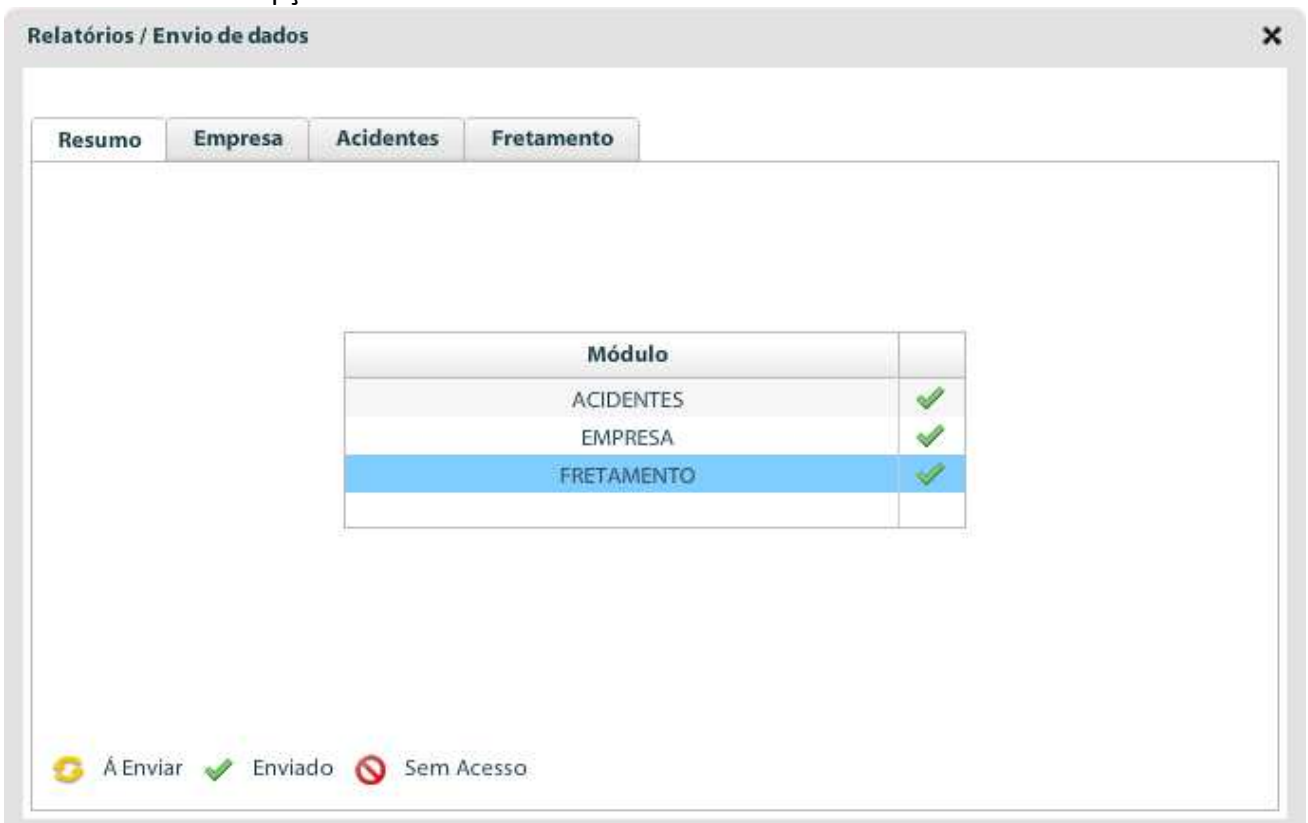 Relatórios / Envio de dados
Resumo Empresa Acidentes Fretamento
Módulo
ACIDENTES
EMPRESA
FRETAMENTO
Á Enviar Enviado Sem Acesso